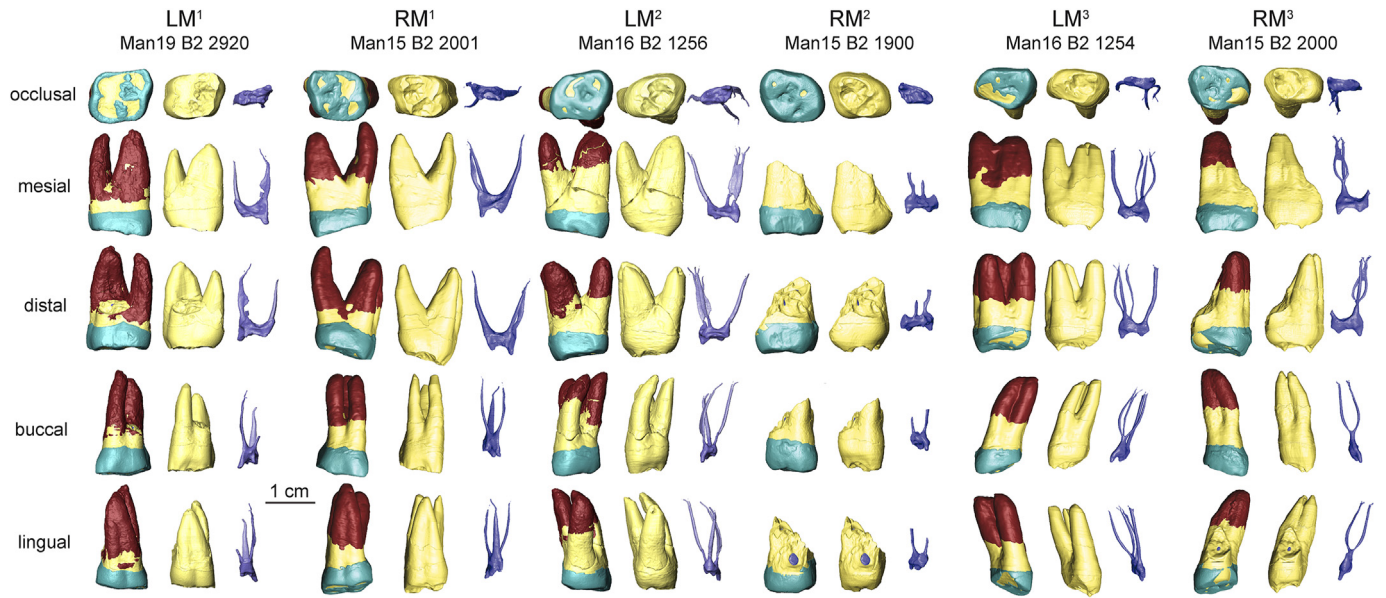 LM¹ RM¹ LM² RM² LM³ RM³
Man19 B2 2920 Man15 B2 2001 Man16 B2 1256 Man15 B2 1900 Man16 B2 1254 Man15 B2 2000
occlusal
mesial
distal
buccal
1 cm
lingual